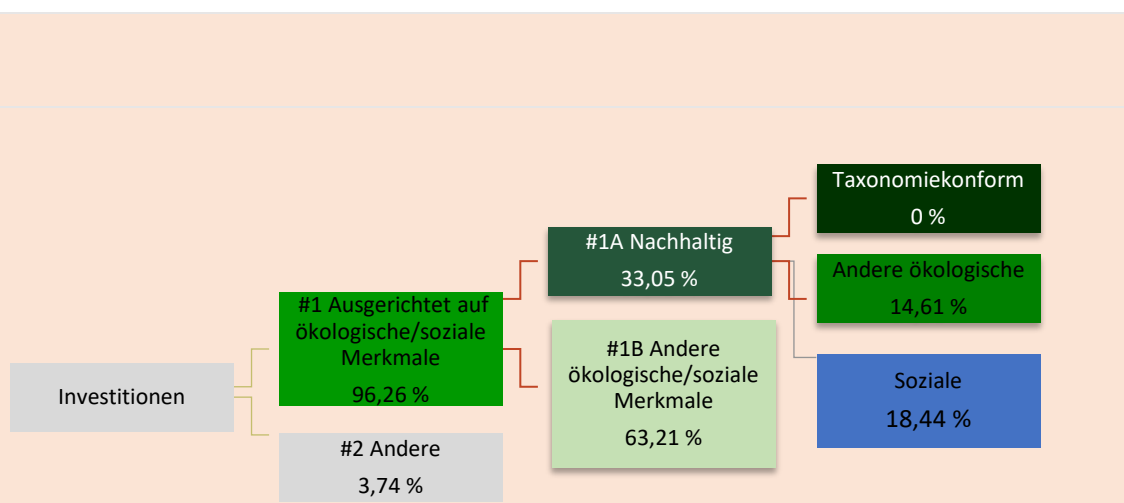 Investitionen
#1 Ausgerichtet auf
ökologische/soziale
Merkmale
96,26 %
#2 Andere
3,74 %
#1A Nachhaltig
33,05 %
#1B Andere
ökologische/soziale
Merkmale
63,21 %
Taxonomiekonform
0 %
Andere ökologische
14,61 %
Soziale
18,44 %